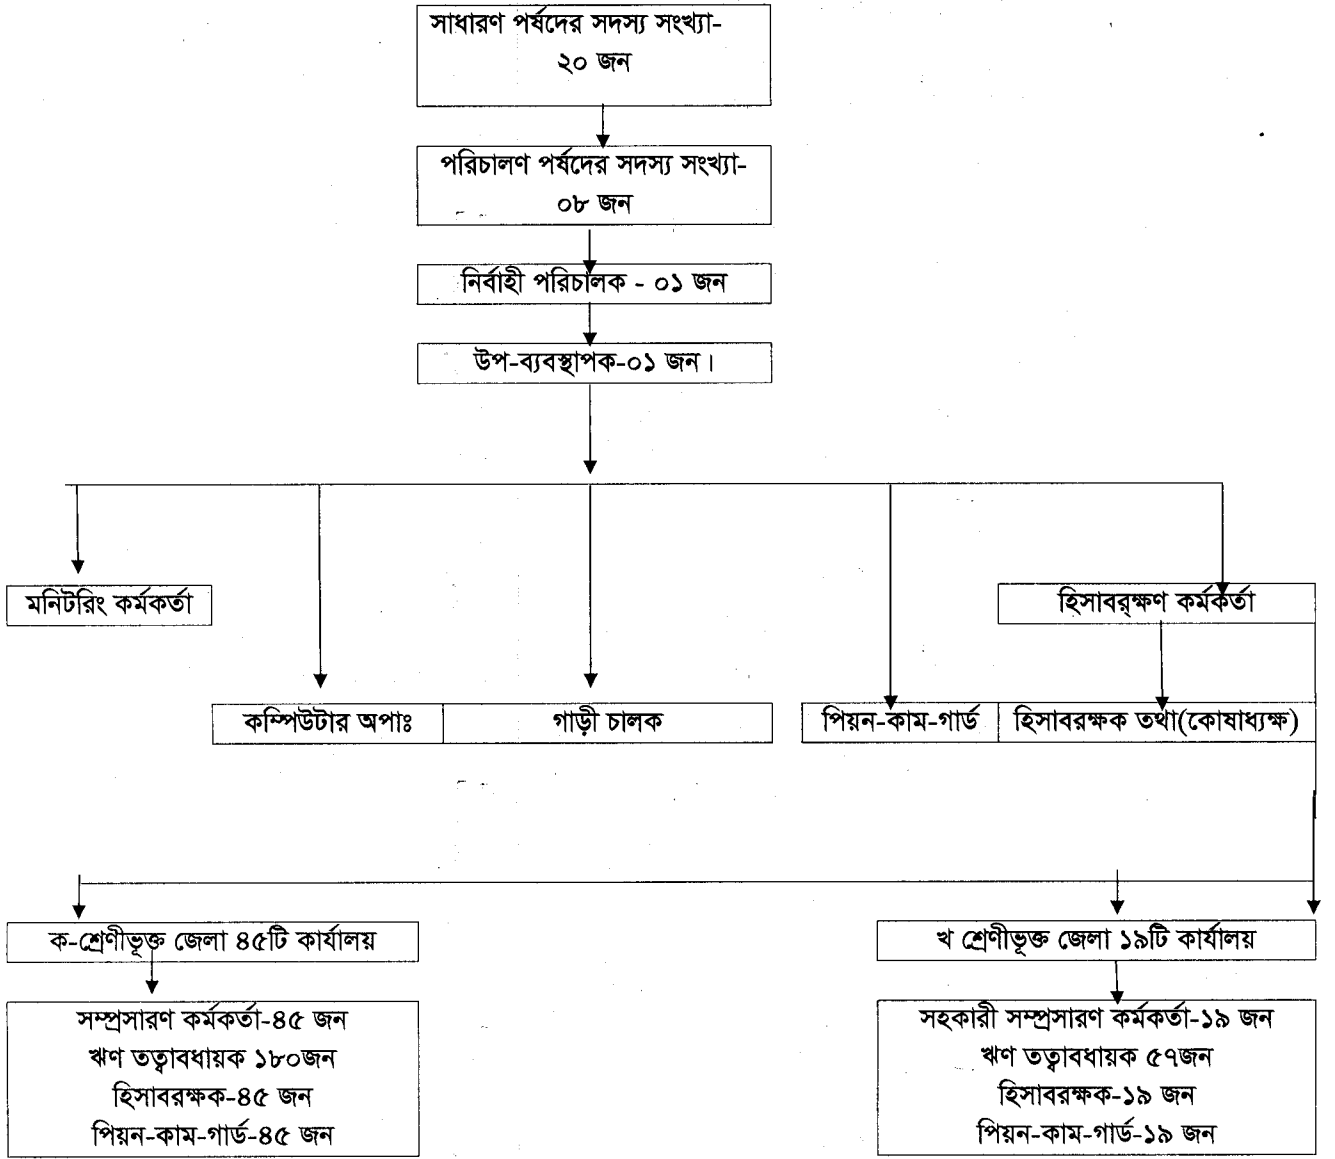 সাধারণ পর্ষদের সদস্য সংখ্যা-
২০ জন
পরিচালণ পর্ষদের সদস্য সংখ্যা-
০৮ জন
নির্বাহী পরিচালক - ০১ জন
উপ-ব্যবস্থাপক-০১ জন।
মনিটরিং কর্মকর্তা
হিসাবর্ক্ষণ কর্মকর্তা
কম্পিউটার অপাঃ
গাড়ী চালক
পিয়ন-কাম-গার্ড
হিসাবরক্ষক তথা(কোষাধ্যক্ষ)
ক-শ্রেণীভূক্ত জেলা ৪৫টি কার্যালয়
খ শ্রেণীভূক্ত জেলা ১৯টি কার্যালয়
সম্প্রসারণ কর্মকর্তা-৪৫ জন
ঋণ তত্বাবধায়ক ১৮০জন
হিসাবরক্ষক-৪৫ জন
পিয়ন-কাম-গার্ড-৪৫ জন
সহকারী সম্প্রসারণ কর্মকর্তা-১৯ জন
ঋণ তত্বাবধায়ক ৫৭জন
হিসাবরক্ষক-১৯ জন
পিয়ন-কাম-গার্ড-১৯ জন